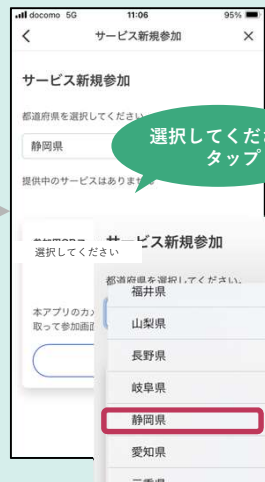 docomo 5G 11:06 95%
サービス新規参加
サービス新規参加
都道府県を選択してください
静岡県
選択してくださ
タップ
提供中のサービスはありま
サービス新規参加
選択してください
都道府県を選択してください。
本アプリのカメ
取って参加画面
福井県
山梨県
長野県
岐阜県
静岡県
愛知県